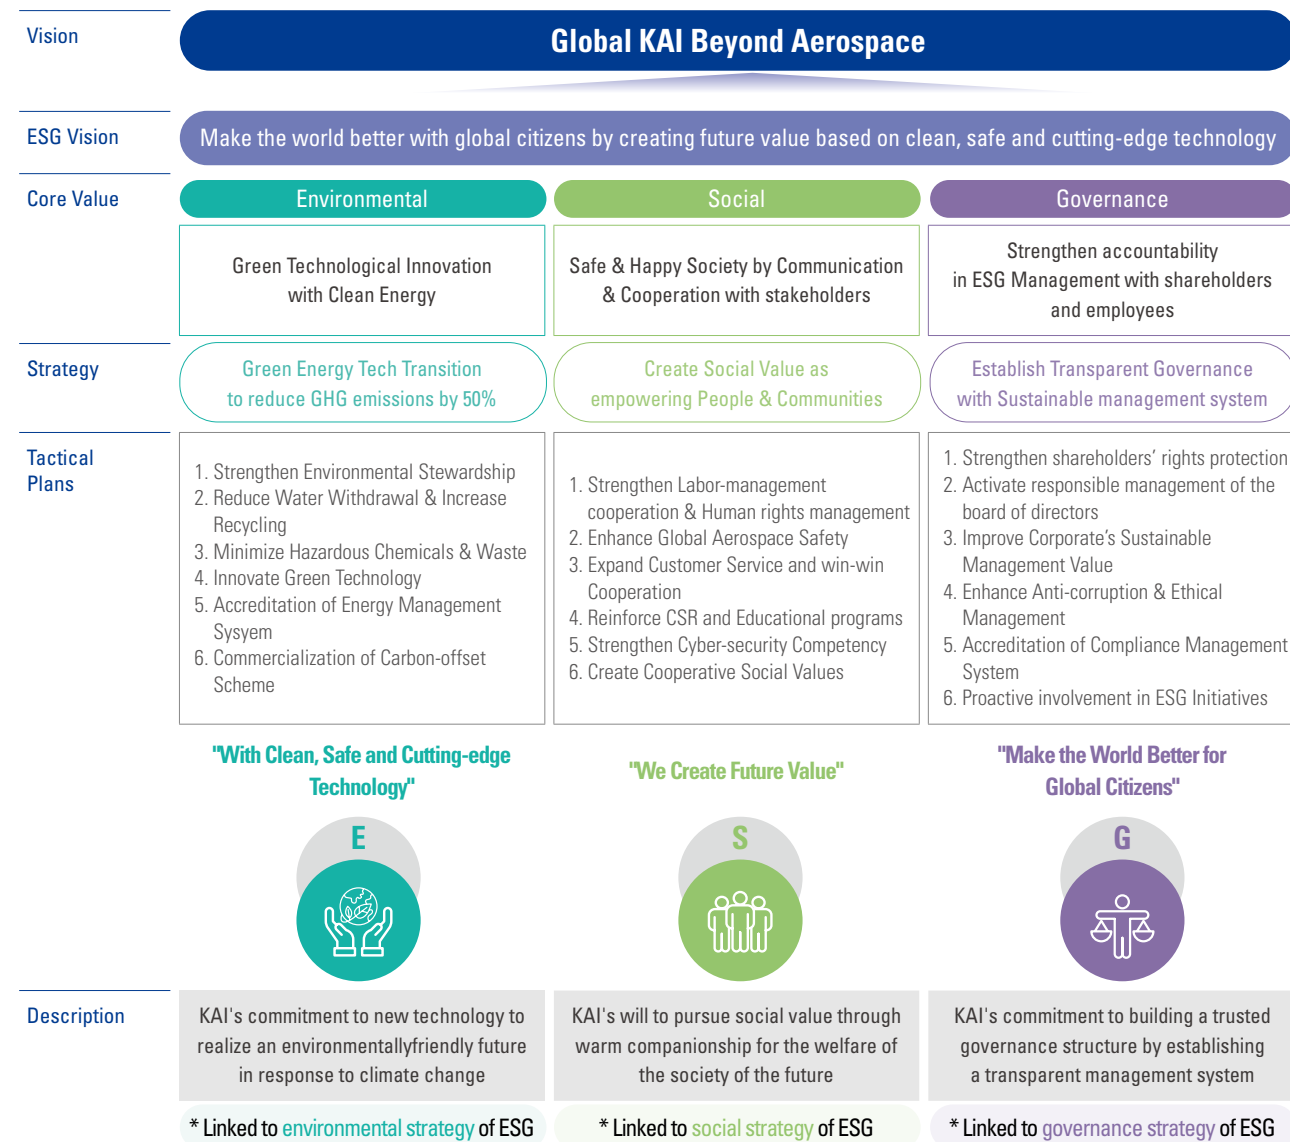 Vision
Global KAI Beyond Aerospace
ESG Vision
Make the world better with global citizens by creating future value based on clean, safe and cutting-edge technology
Core Value
Environmental
Social
Governance
Green Technological Innovation
with Clean Energy
Safe & Happy Society by Communication
& Cooperation with stakeholders
Strengthen accountability
in ESG Management with shareholders
and employees
Strategy
Green Energy Tech Transition
to reduce GHG emissions by 50%
Create Social Value as
empowering People & Communities
Establish Transparent Governance
with Sustainable management system
Tactical
Plans
1. Strengthen Environmental Stewardship
2. Reduce Water Withdrawal & Increase
Recycling
3. Minimize Hazardous Chemicals & Waste
4. Innovate Green Technology
5. Accreditation of Energy Management
Sysyem
6. Commercialization of Carbon-offset
Scheme
1. Strengthen Labor-management
cooperation & Human rights management
2. Enhance Global Aerospace Safety
3. Expand Customer Service and win-win
Cooperation
4. Reinforce CSR and Educational programs
5. Strengthen Cyber-security Competency
6. Create Cooperative Social Values
1. Strengthen shareholders’ rights protection
2. Activate responsible management of the
board of directors
3. Improve Corporate’s Sustainable
Management Value
4. Enhance Anti-corruption & Ethical
Management
5. Accreditation of Compliance Management
System
6. Proactive involvement in ESG Initiatives
"With Clean, Safe and Cutting-edge
Technology"
"We Create Future Value"
"Make the World Better for
Global Citizens"
E
S
G
Description
KAI's commitment to new technology to
realize an environmentallyfriendly future
in response to climate change
KAI's will to pursue social value through
warm companionship for the welfare of
the society of the future
KAI's commitment to building a trusted
governance structure by establishing
a transparent management system
* Linked to environmental strategy of ESG
* Linked to social strategy of ESG
* Linked to governance strategy of ESG